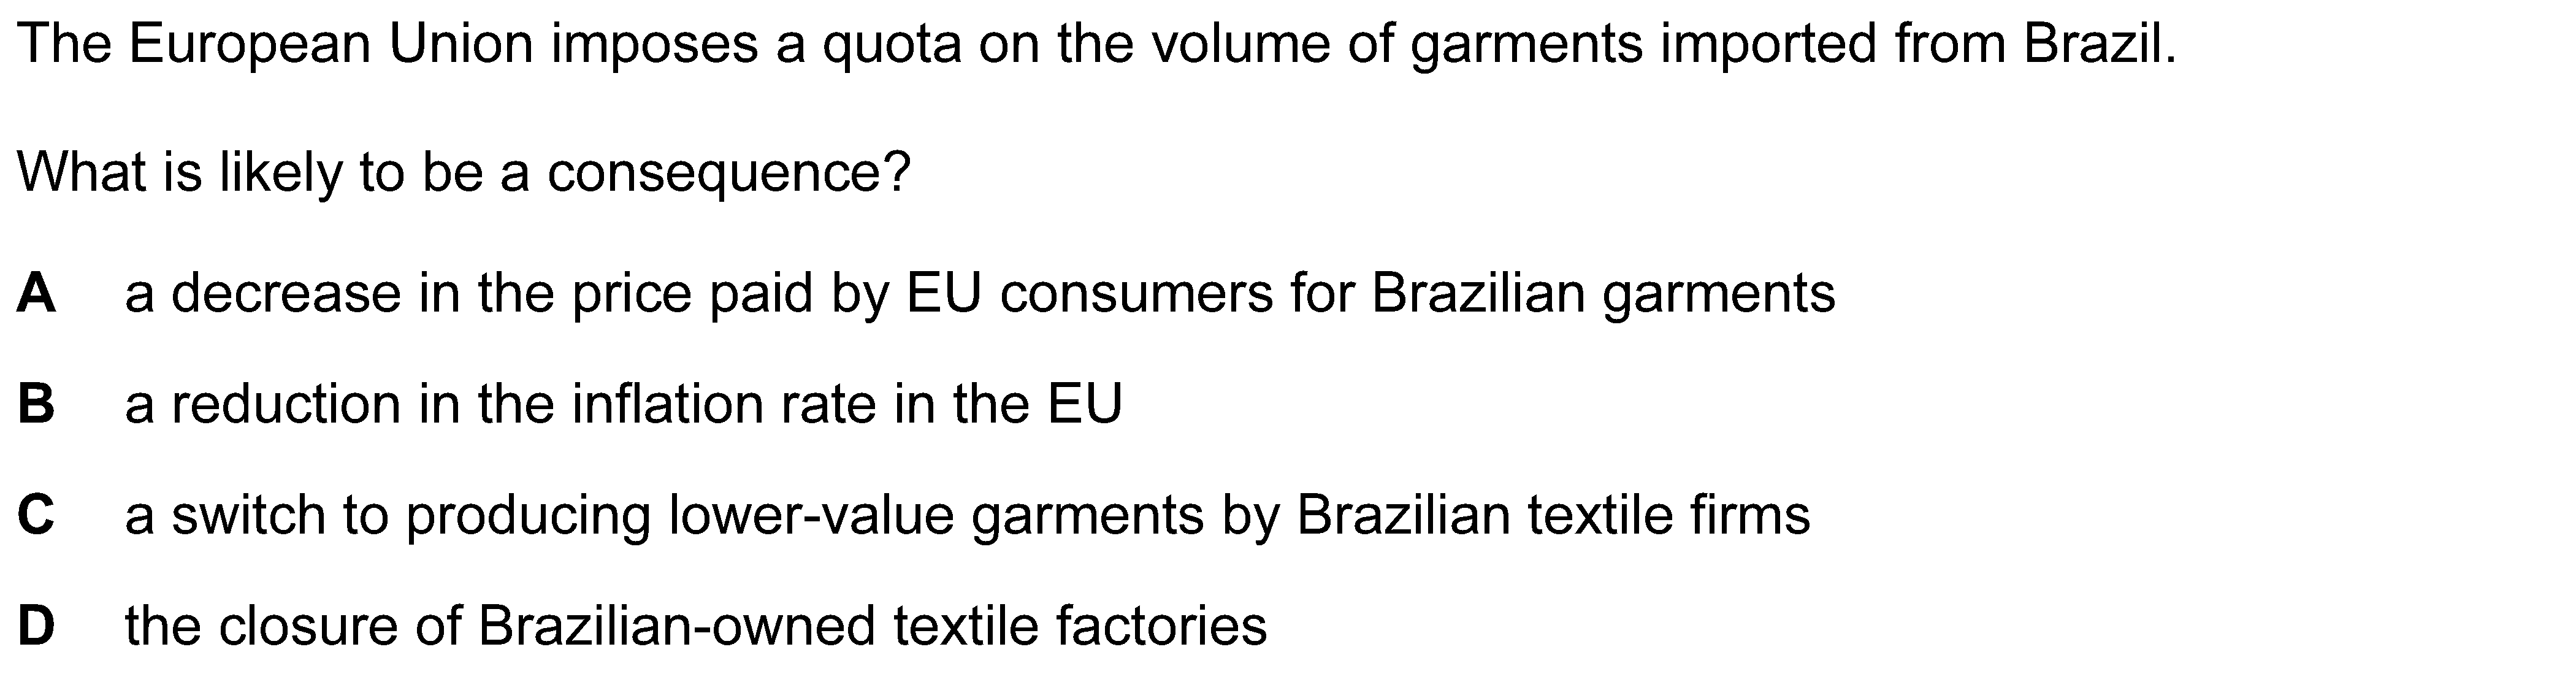 The European Union imposes a quota on the volume of garments imported from Brazil.
What is likely to be a consequence?
A a decrease in the price paid by EU consumers for Brazilian garments
B a reduction in the inflation rate in the EU
C a switch to producing lower-value garments by Brazilian textile firms
D the closure of Brazilian-owned textile factories